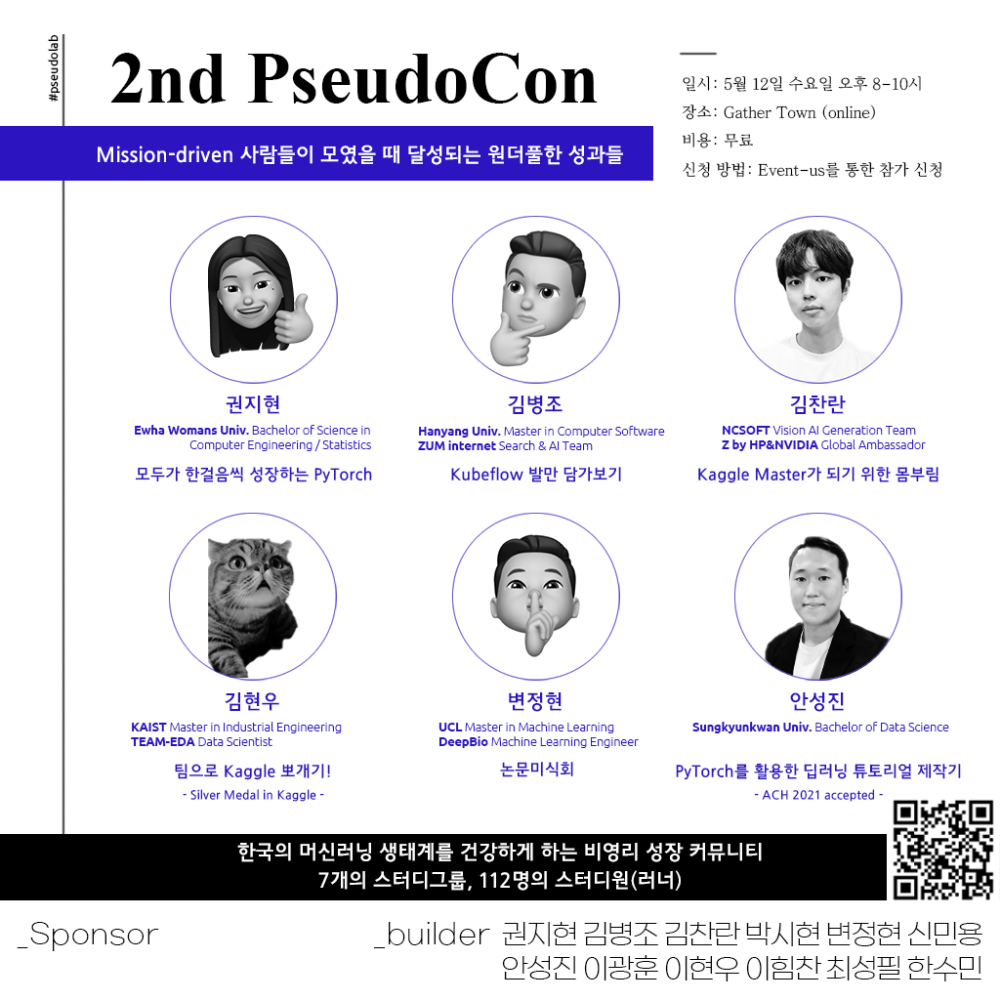 #pseudolab
2nd PseudoCon
Mission-driven 사람들이 모였을 때 달성되는 원더풀한 성과들
일시: 5월 12일 수요일 오후 8-10시
장소: Gather Town (online)
비용: 무료
신청 방법: Event-us를 통한 참가 신청
권지현
Ewha Womans Univ. Bachelor of Science in
Computer Engineering / Statistics
모두가 한걸음씩 성장하는 PyTorch
김병조
Hanyang Univ. Master in Computer Software
ZUM internet Search & AI Team
Kubeflow 발만 담가보기
김찬란
NCSOFT Vision AI Generation Team
Z by HP&NVIDIA Global Ambassador
Kaggle Master가 되기 위한 몸부림
김현우
KAIST Master in Industrial Engineering
TEAM-EDA Data Scientist
팀으로 Kaggle 뽀개기!
- Silver Medal in Kaggle -
변정현
UCL Master in Machine Learning
DeepBio Machine Learning Engineer
논문미식회
안성진
Sungkyunkwan Univ. Bachelor of Data Science
PyTorch를 활용한 딥러닝 튜토리얼 제작기
- ACH 2021 accepted -
한국의 머신러닝 생태계를 건강하게 하는 비영리 성장 커뮤니티
7개의 스터디그룹, 112명의 스터디원(러너)
_Sponsor
_builder 권지현 김병조 김찬란 박시현 변정현 신민용
안성진 이광훈 이현우 이힘찬 최성필 한수민